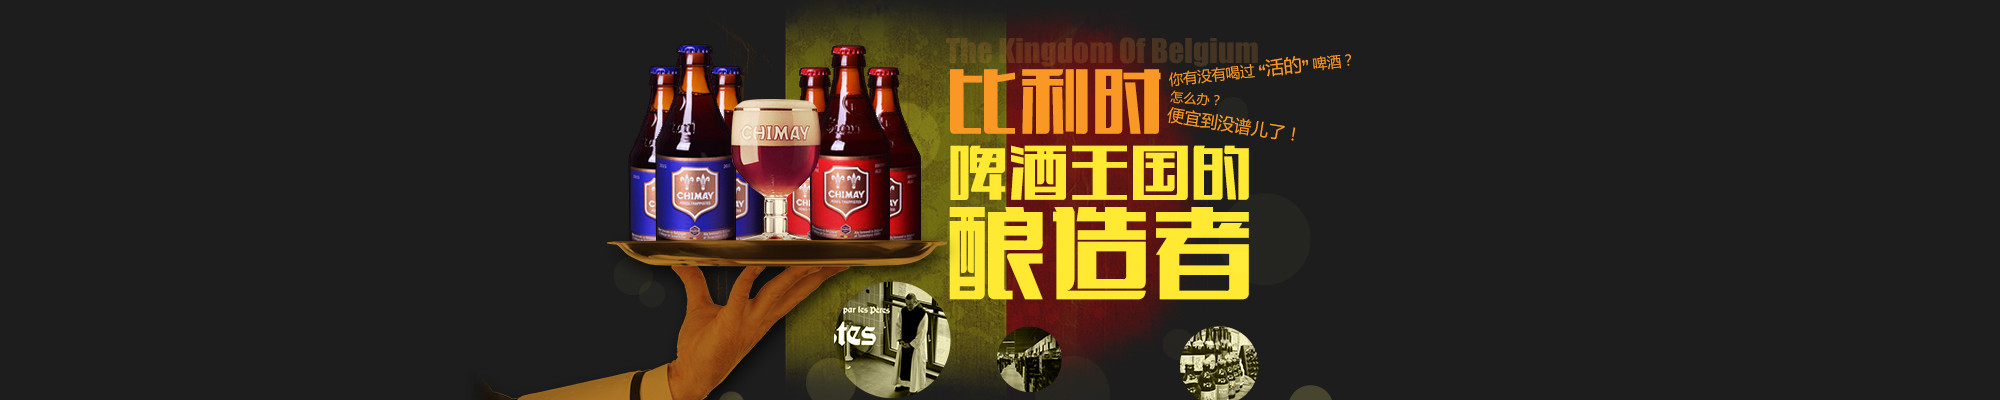 The Kingdom Of Belgium
比利时
你有没有喝过“活的”啤酒？
怎么办？
便宜到没谱儿了！
啤酒王国的
酿造者
CHIMAY
CHIMAY
CHIMAY
par les Pères
stes